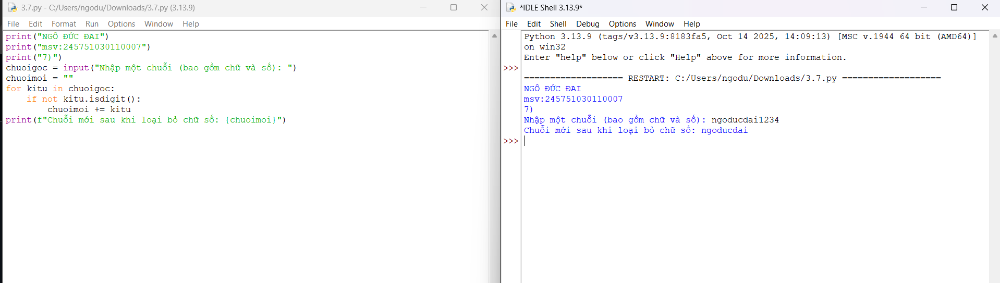 3.7.py - C:/Users/ngodu/Downloads/3.7.py (3.13.9)
File Edit Format Run Options Window Help
print("NGÔ ĐỨC ĐAI")
print("msv:245751030110007")
print("7)")
chuoigoc = input("Nhập một chuỗi (bao gồm chữ và số): ")
chuoimoi = ""
for kitu in chuoigoc:
    if not kitu.isdigit():
        chuoimoi += kitu
print(f"Chuỗi mới sau khi loại bỏ chữ số: {chuoimoi}")
*IDLE Shell 3.13.9*
File Edit Shell Debug Options Window Help
Python 3.13.9 (tags/v3.13.9:8183fa5, Oct 14 2025, 14:09:13) [MSC v.1944 64 bit (AMD64)]
on win32
Enter "help" below or click "Help" above for more information.
>>>
=================== RESTART: C:/Users/ngodu/Downloads/3.7.py ===================
NGÔ ĐỨC ĐAI
msv:245751030110007
7)
Nhập một chuỗi (bao gồm chữ và số): ngoducdai1234
Chuỗi mới sau khi loại bỏ chữ số: ngoducdai
>>>